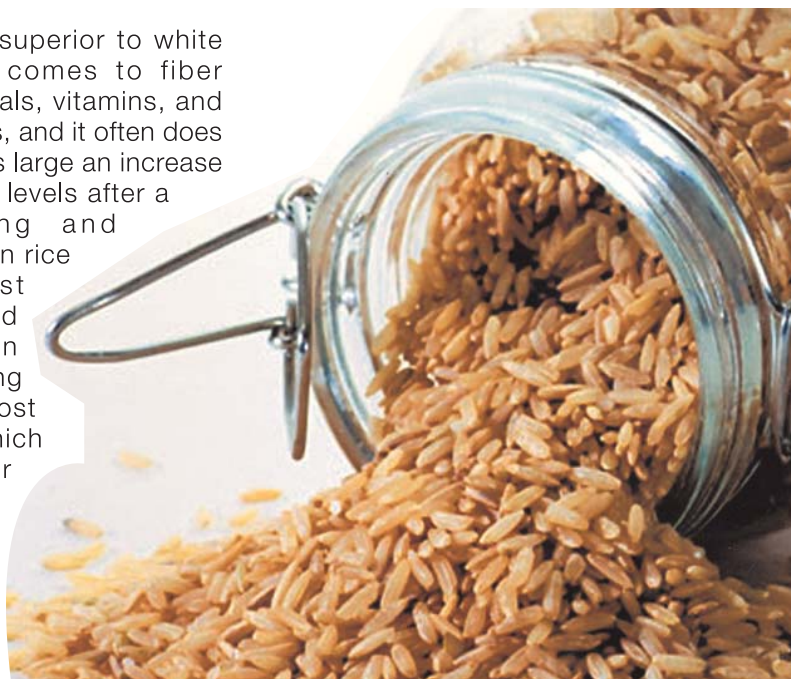 superior to white
comes to fiber
als, vitamins, and
s, and it often does
s large an increase
levels after a
ng and
n rice
st
d
n
ng
ost
hich
r